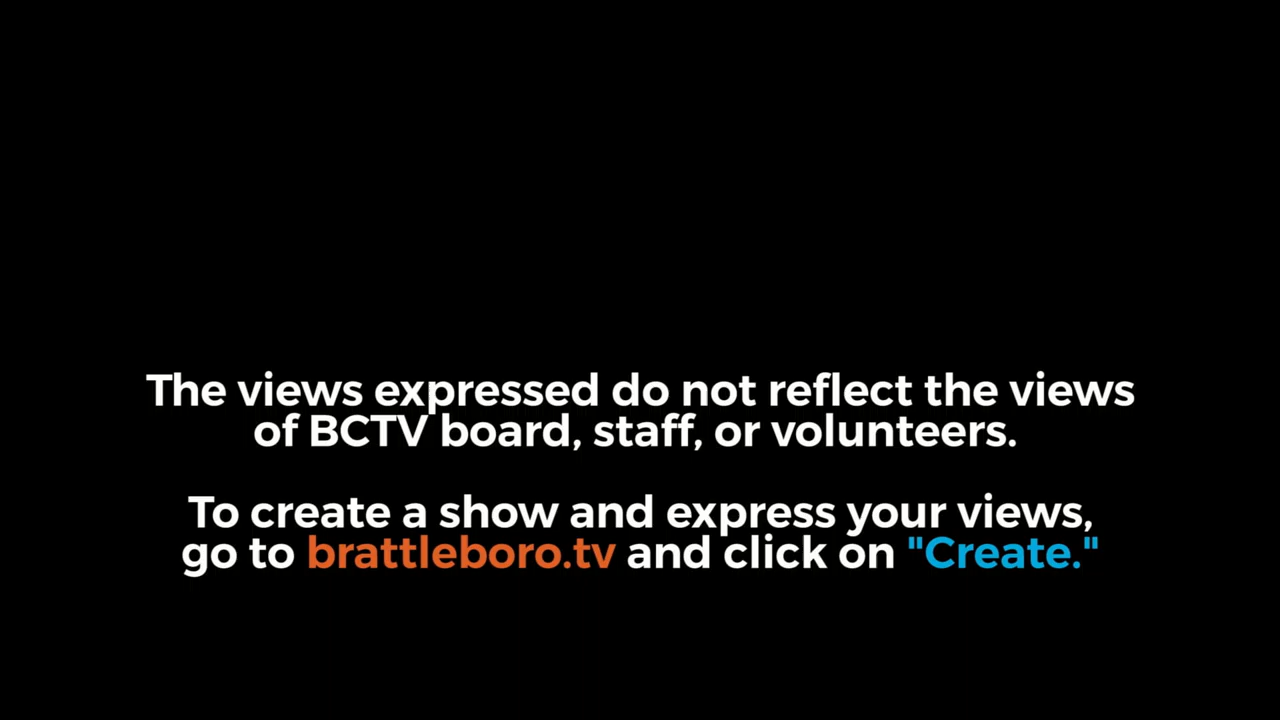 The views expressed do not reflect the views
of BCTV board, staff, or volunteers.
To create a show and express your views,
go to brattleboro.tv and click on "Create."